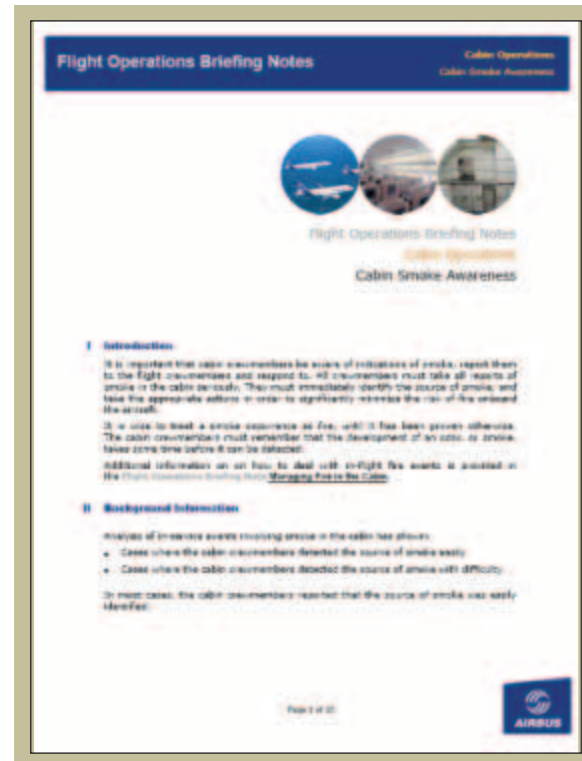 Flight Operations Briefing Notes
Cabin Operations
Cabin Smoke Awareness
Flight Operations Briefing Notes
Cabin Operations
Cabin Smoke Awareness
I Introduction
It is important that cabin crewmembers be aware of indications of smoke, report them
to the flight crewmembers and respond to. All crewmembers must take all reports of
smoke in the cabin seriously. They must immediately identify the source of smoke, and
take the appropriate actions in order to significantly minimize the risk of fire onboard
the aircraft.
It is wise to treat a smoke occurrence as fire, until it has been proven otherwise.
The cabin crewmembers must remember that the development of an odor, or smoke,
takes some time before it can be detected.
Additional information on on how to deal with in-flight fire events is provided in
the Flight Operations Briefing Note Managing Fire in the Cabin.
II Background Information
Analysis of in-service events involving smoke in the cabin has shown:
• Cases where the cabin crewmembers detected the source of smoke easily
• Cases where the cabin crewmembers detected the source of smoke with difficulty
In most cases, the cabin crewmembers reported that the source of smoke was easily
identified.
Page 1 of
AIRBUS